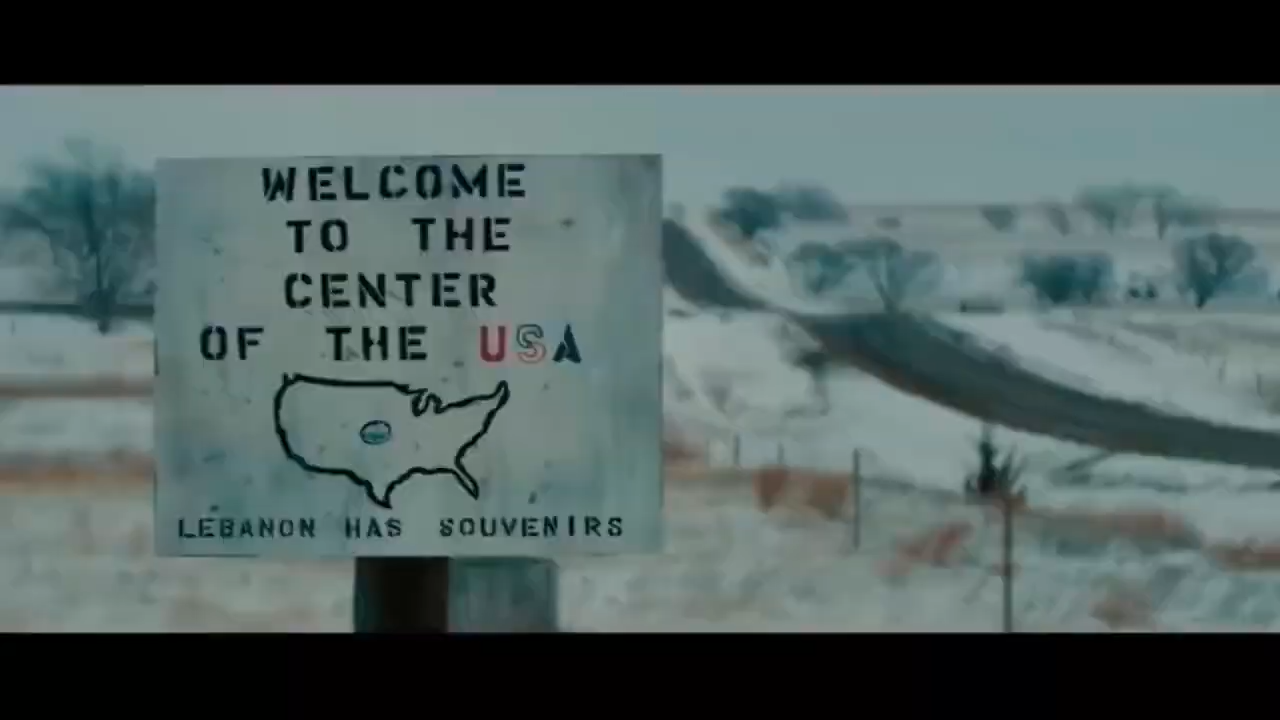 WELCOME
TO THE
CENTER
OF THE USA
LEBANON HAS SOUVENIRS